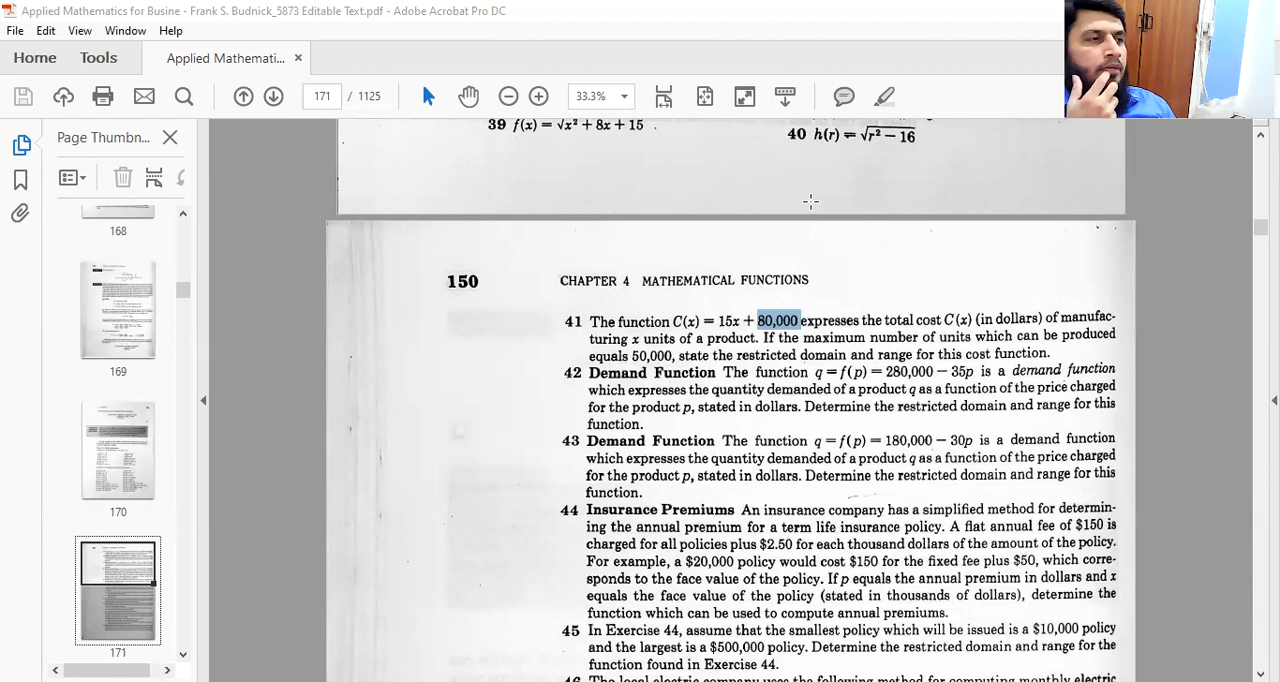 Applied Mathematics for Busine - Frank S. Budnick_5873 Editable Text.pdf - Adobe Acrobat Pro DC
File Edit View Window Help
Home Tools Applied Mathemati... ×
171 / 1125 33.3%
Page Thumbn...
168
169
170
171
39 f(x) = √x² + 8x + 15
40 h(r) = √r² − 16
150 CHAPTER 4 MATHEMATICAL FUNCTIONS
41 The function C(x) = 15x + 80,000 expresses the total cost C(x) (in dollars) of manufac-
turing x units of a product. If the maximum number of units which can be produced
equals 50,000, state the restricted domain and range for this cost function.
42 Demand Function The function q = f(p) = 280,000 − 35p is a demand function
which expresses the quantity demanded of a product q as a function of the price charged
for the product p, stated in dollars. Determine the restricted domain and range for this
function.
43 Demand Function The function q = f(p) = 180,000 − 30p is a demand function
which expresses the quantity demanded of a product q as a function of the price charged
for the product p, stated in dollars. Determine the restricted domain and range for this
function.
44 Insurance Premiums An insurance company has a simplified method for determin-
ing the annual premium for a term life insurance policy. A flat annual fee of $150 is
charged for all policies plus $2.50 for each thousand dollars of the amount of the policy.
For example, a $20,000 policy would cost $150 for the fixed fee plus $50, which corre-
sponds to the face value of the policy. If p equals the annual premium in dollars and x
equals the face value of the policy (stated in thousands of dollars), determine the
function which can be used to compute annual premiums.
45 In Exercise 44, assume that the smallest policy which will be issued is a $10,000 policy
and the largest is a $500,000 policy. Determine the restricted domain and range for the
function found in Exercise 44.
46 The local electric company uses the following method for computing monthly electric